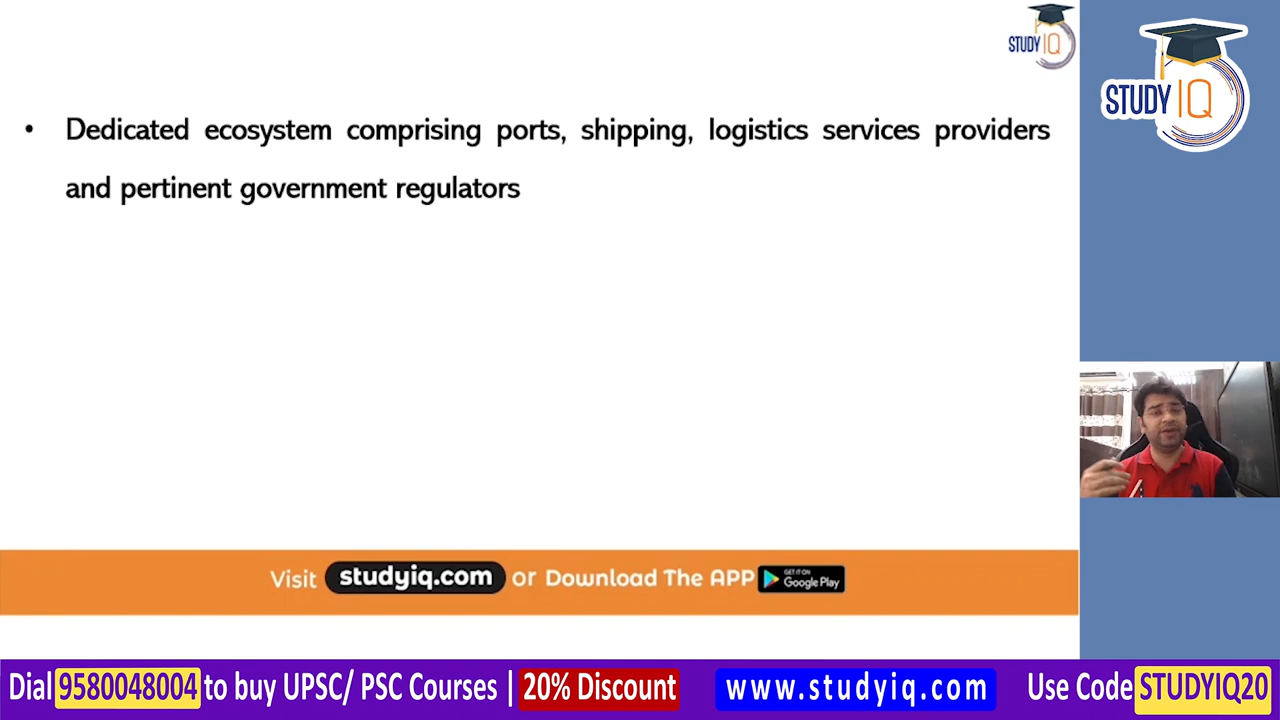 STUDY IQ
STUDY IQ
• Dedicated ecosystem comprising ports, shipping, logistics services providers
and pertinent government regulators
Visit studyiq.com or Download The APP GET IT ON Google Play
Dial 9580048004 to buy UPSC/ PSC Courses | 20% Discount www.studyiq.com Use Code STUDYIQ20